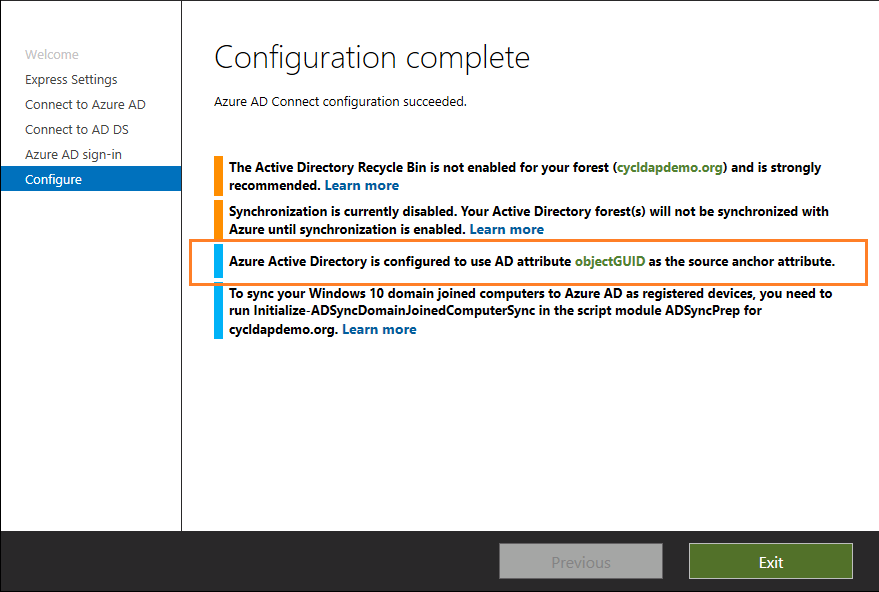 Welcome
Express Settings
Connect to Azure AD
Connect to AD DS
Azure AD sign-in
Configure
Configuration complete
Azure AD Connect configuration succeeded.
The Active Directory Recycle Bin is not enabled for your forest (cycldapdemo.org) and is strongly
recommended. Learn more
Synchronization is currently disabled. Your Active Directory forest(s) will not be synchronized with
Azure until synchronization is enabled. Learn more
Azure Active Directory is configured to use AD attribute objectGUID as the source anchor attribute.
To sync your Windows 10 domain joined computers to Azure AD as registered devices, you need to
run Initialize-ADSyncDomainJoinedComputerSync in the script module ADSyncPrep for
cycldapdemo.org. Learn more
Previous
Exit